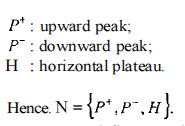 P⁺ : upward peak;
P⁻ : downward peak;
H : horizontal plateau.
Hence. N = {P⁺, P⁻, H}.